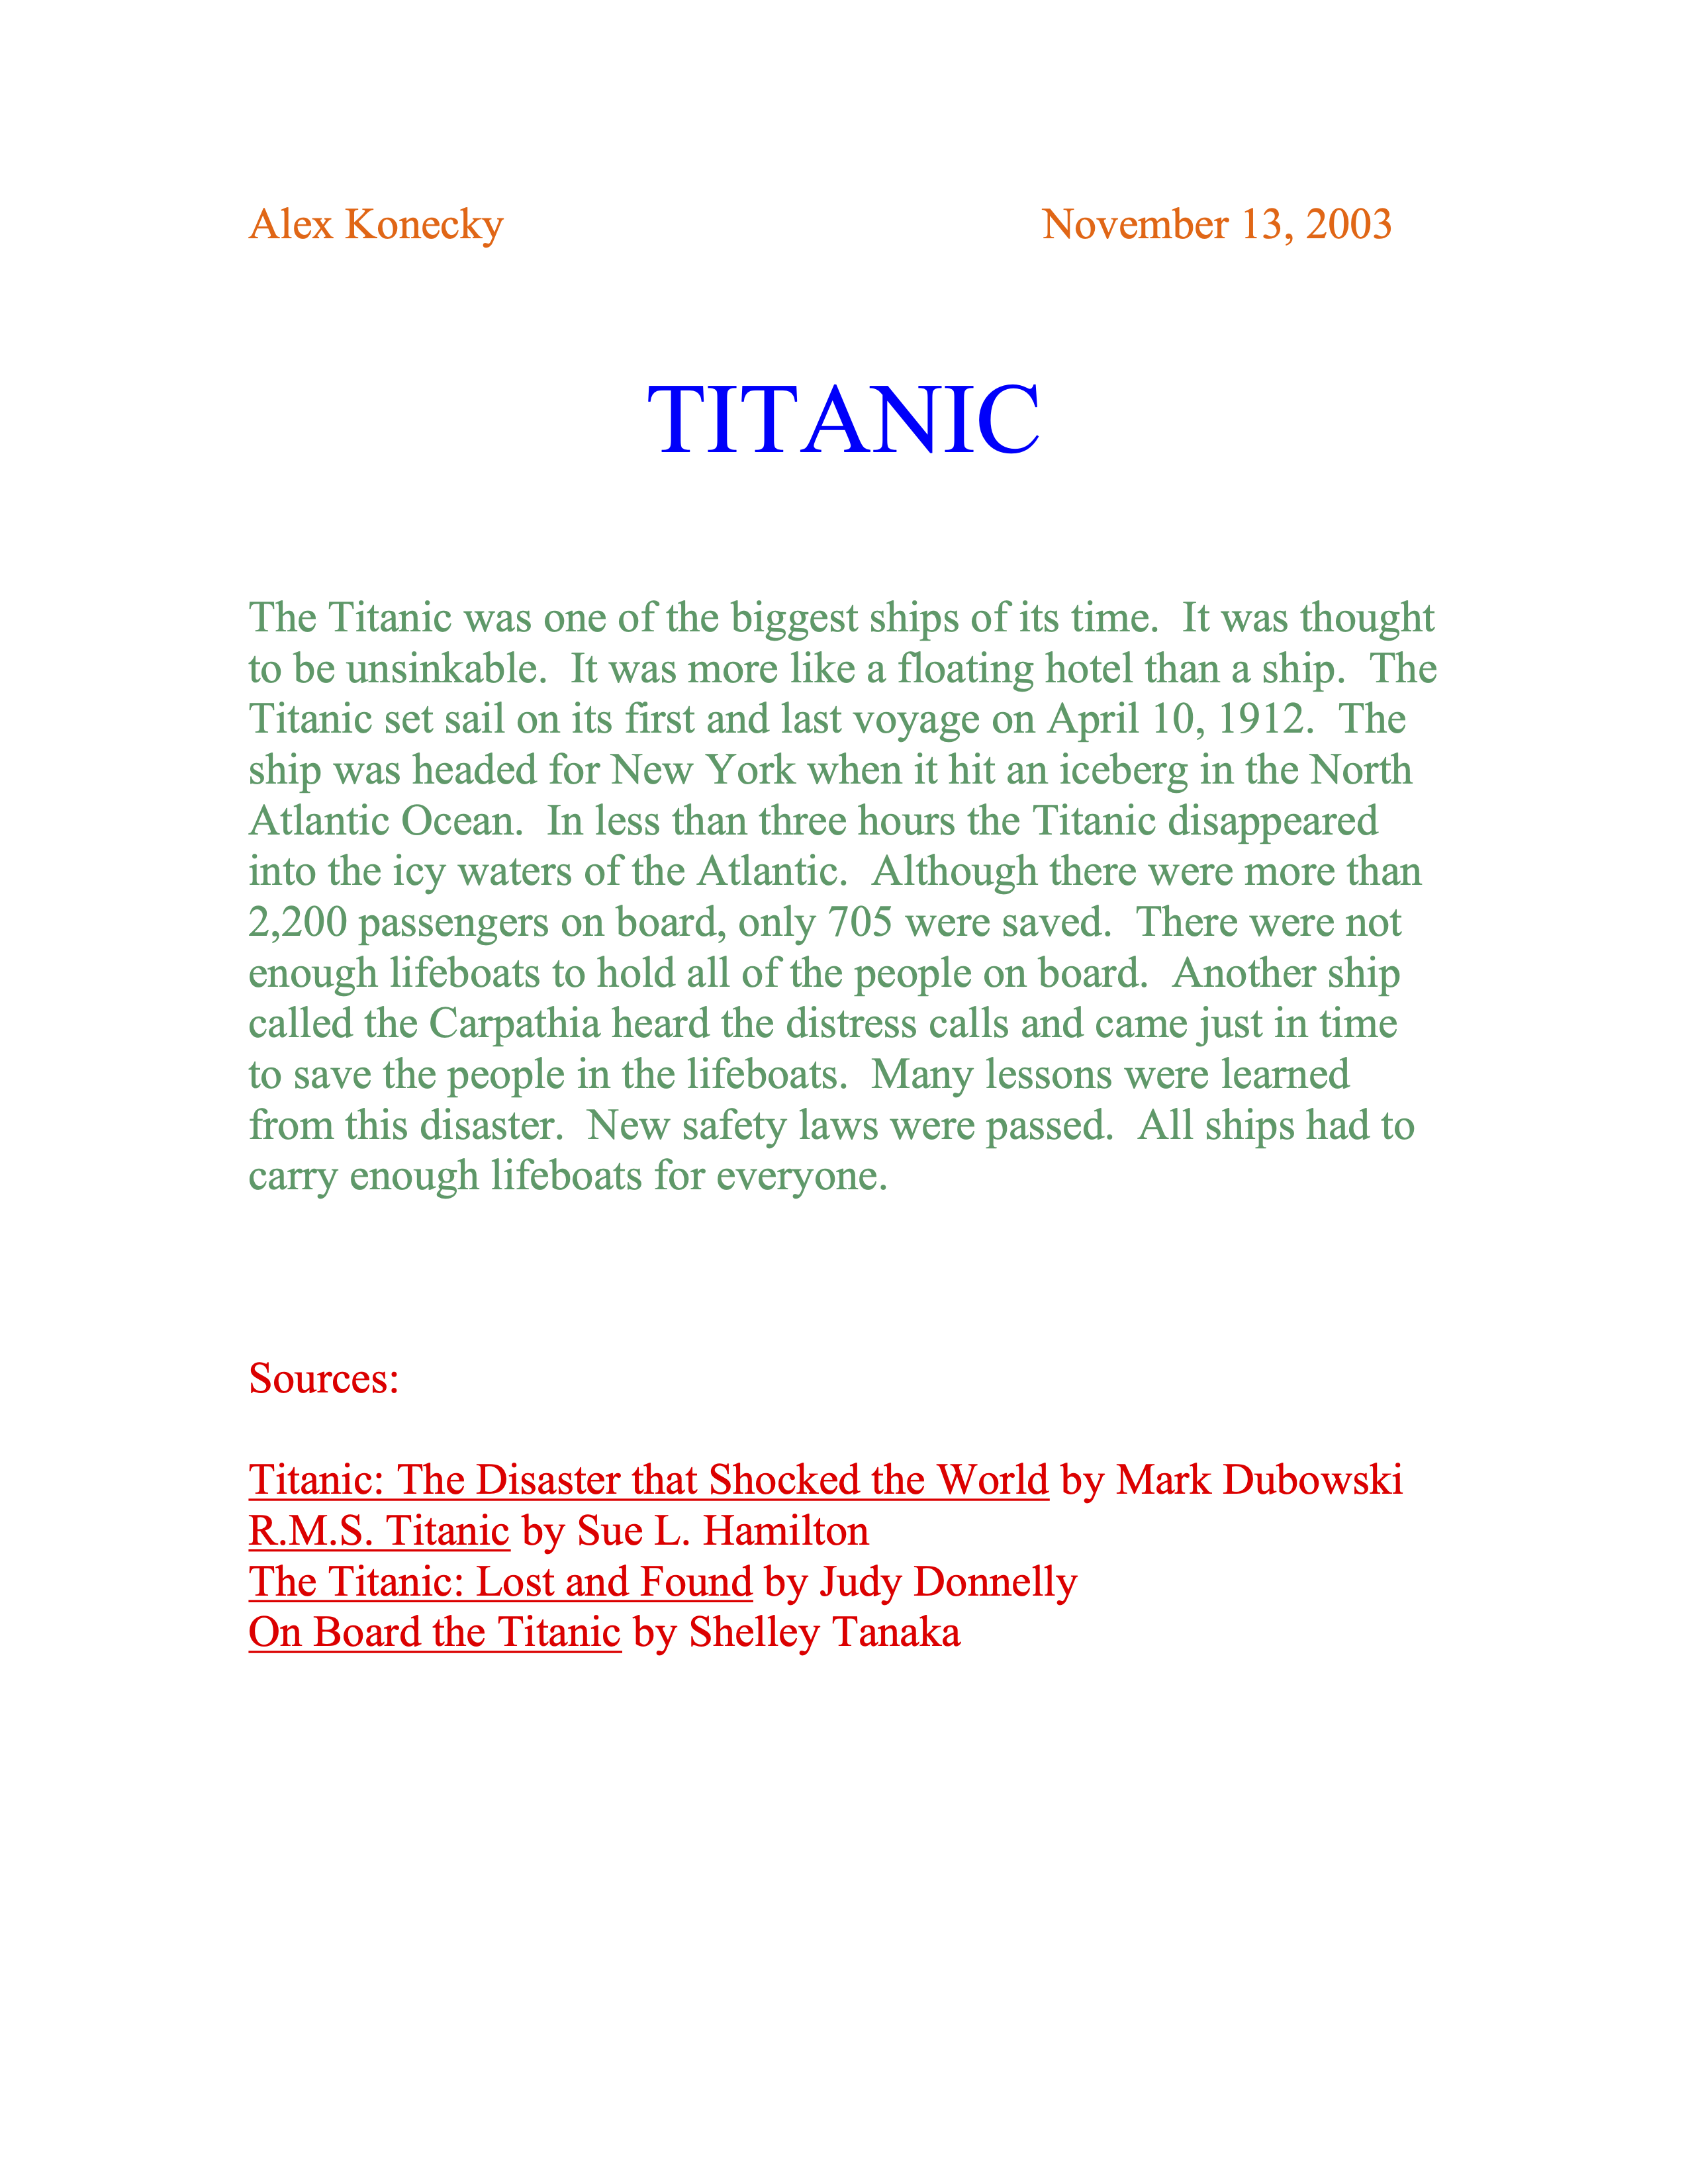 Alex Konecky November 13, 2003
TITANIC
The Titanic was one of the biggest ships of its time.  It was thought
to be unsinkable.  It was more like a floating hotel than a ship.  The
Titanic set sail on its first and last voyage on April 10, 1912.  The
ship was headed for New York when it hit an iceberg in the North
Atlantic Ocean.  In less than three hours the Titanic disappeared
into the icy waters of the Atlantic.  Although there were more than
2,200 passengers on board, only 705 were saved.  There were not
enough lifeboats to hold all of the people on board.  Another ship
called the Carpathia heard the distress calls and came just in time
to save the people in the lifeboats.  Many lessons were learned
from this disaster.  New safety laws were passed.  All ships had to
carry enough lifeboats for everyone.
Sources:
Titanic: The Disaster that Shocked the World by Mark Dubowski
R.M.S. Titanic by Sue L. Hamilton
The Titanic: Lost and Found by Judy Donnelly
On Board the Titanic by Shelley Tanaka